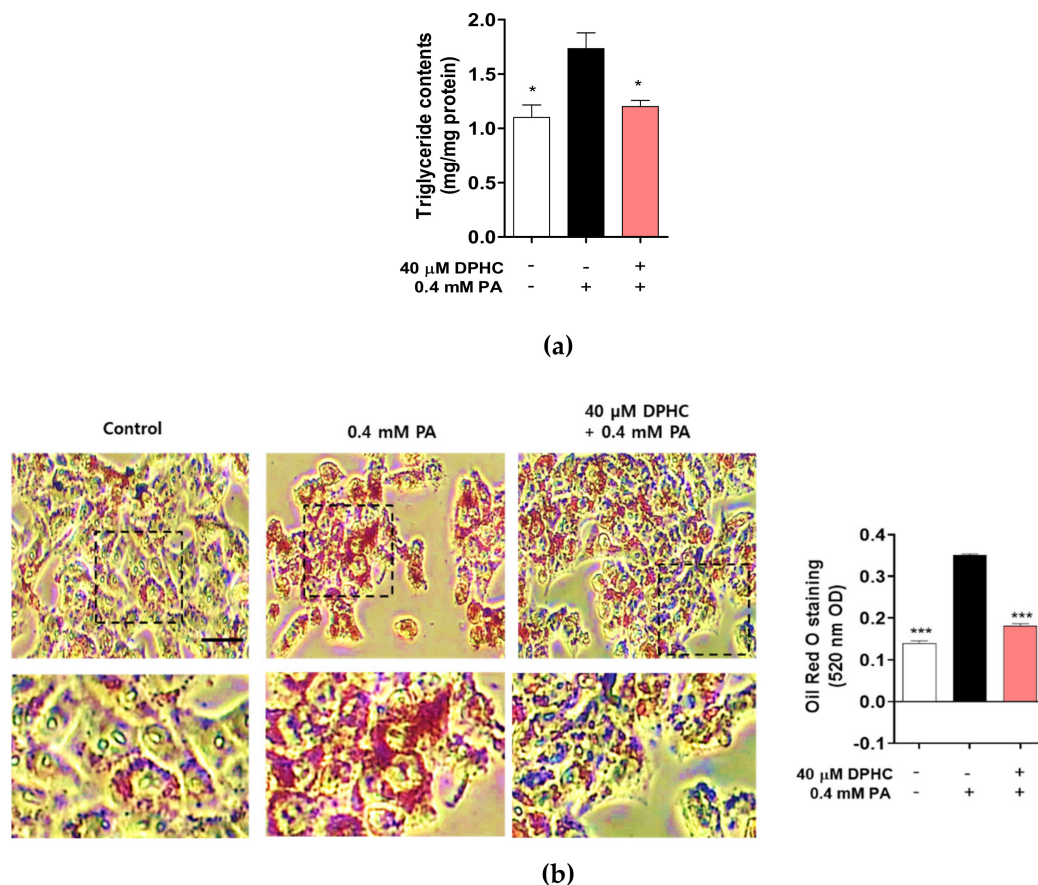 Triglyceride contents
(mg/mg protein)
2.0
1.5
1.0
0.5
0.0
*
*
40 μM DPHC - - +
0.4 mM PA - + +
(a)
Control
0.4 mM PA
40 μM DPHC
+ 0.4 mM PA
Oil Red O staining
(520 nm OD)
0.4
0.3
0.2
0.1
0.0
-0.1
***
***
40 μM DPHC - - +
0.4 mM PA - + +
(b)